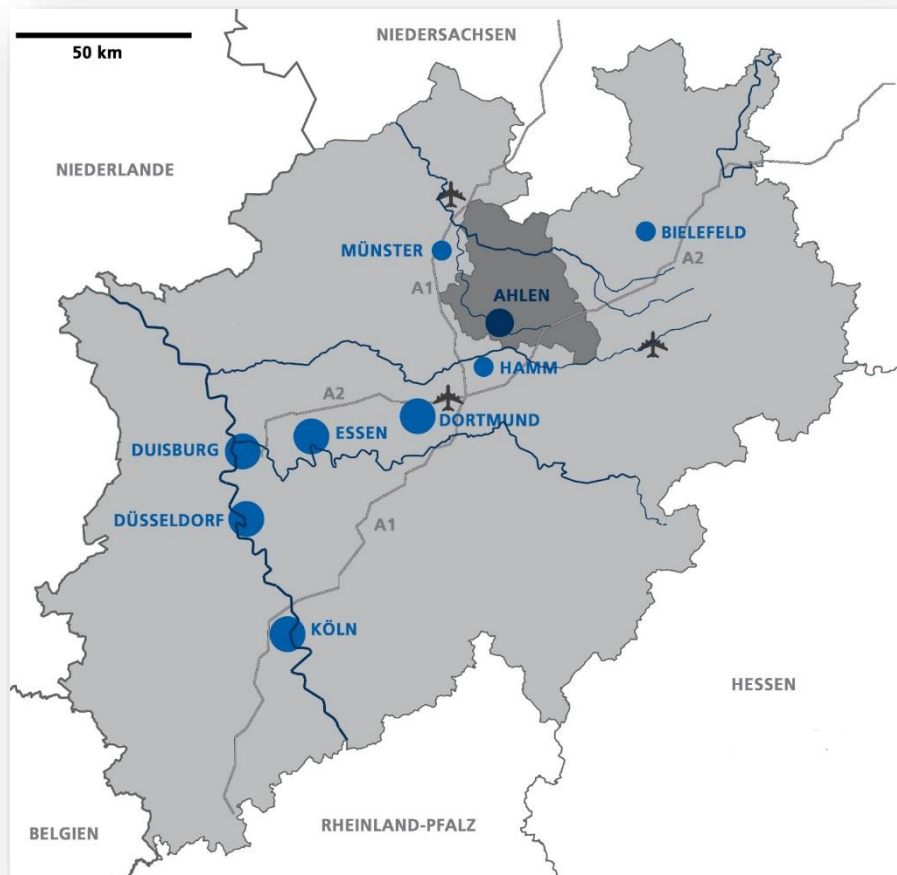 50 km
NIEDERSACHSEN
NIEDERLANDE
MÜNSTER
BIELEFELD
A2
A1
AHLEN
HAMM
A2
DORTMUND
ESSEN
DUISBURG
DÜSSELDORF
A1
KÖLN
HESSEN
RHEINLAND-PFALZ
BELGIEN